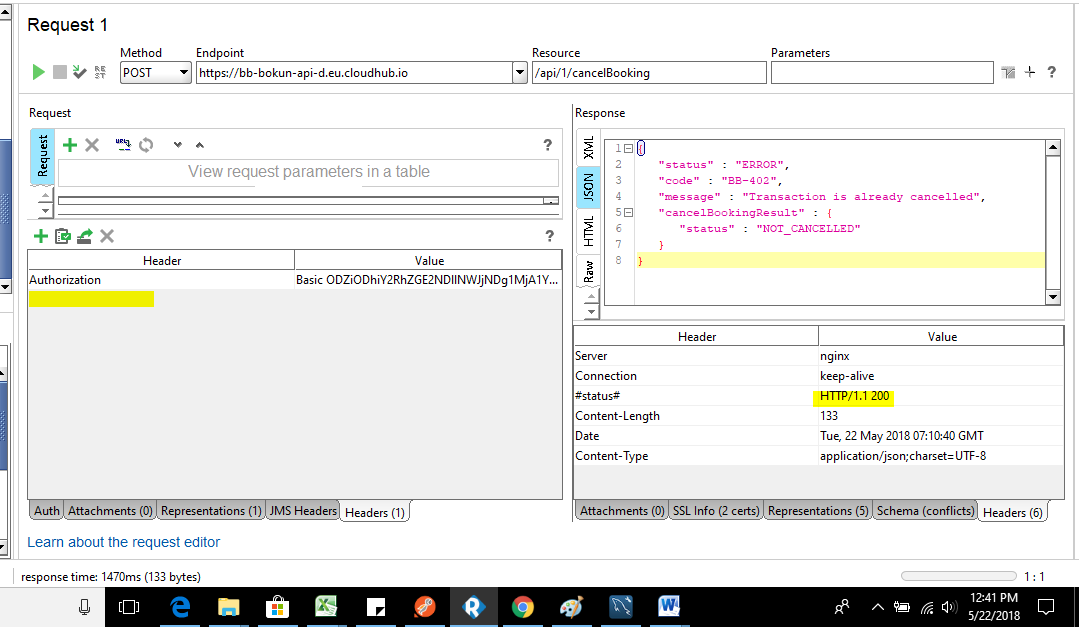 Request 1
Method Endpoint Resource Parameters
POST https://bb-bokun-api-d.eu.cloudhub.io /api/1/cancelBooking
RE
ST
?
Request
Response
Request
URL
?
View request parameters in a table
?
Header Value
Authorization Basic ODZiODhiY2RhZGE2NDllNWJjNDg1MjA1Y...
Auth Attachments (0) Representations (1) JMS Headers Headers (1)
Learn about the request editor
XML
JSON
HTML
Raw
1 {
2 "status" : "ERROR",
3 "code" : "BB-402",
4 "message" : "Transaction is already cancelled",
5 "cancelBookingResult" : {
6 "status" : "NOT_CANCELLED"
7 }
8 }
Header Value
Server nginx
Connection keep-alive
#status# HTTP/1.1 200
Content-Length 133
Date Tue, 22 May 2018 07:10:40 GMT
Content-Type application/json;charset=UTF-8
Attachments (0) SSL Info (2 certs) Representations (5) Schema (conflicts) Headers (6)
response time: 1470ms (133 bytes) 1 : 1
12:41 PM
5/22/2018